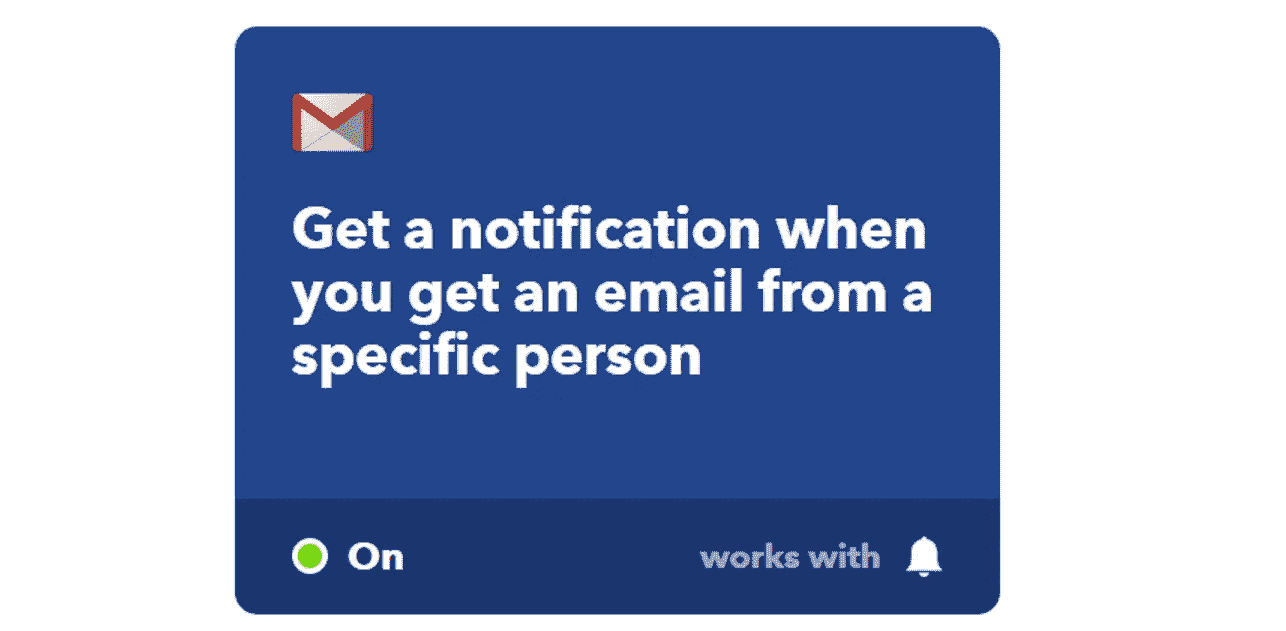 Get a notification when
you get an email from a
specific person
On
works with